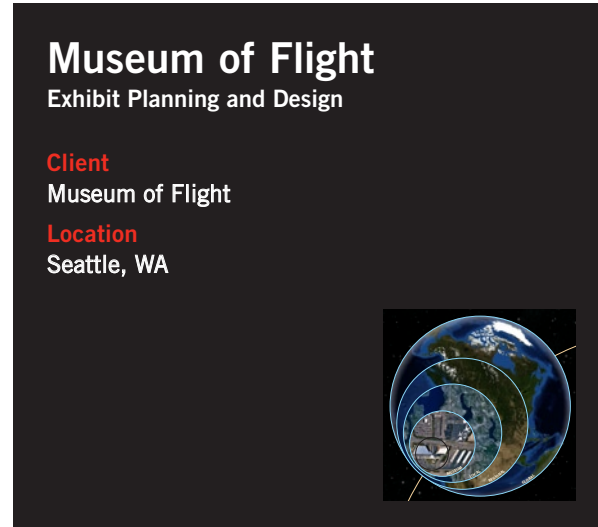 Museum of Flight
Exhibit Planning and Design
Client
Museum of Flight
Location
Seattle, WA